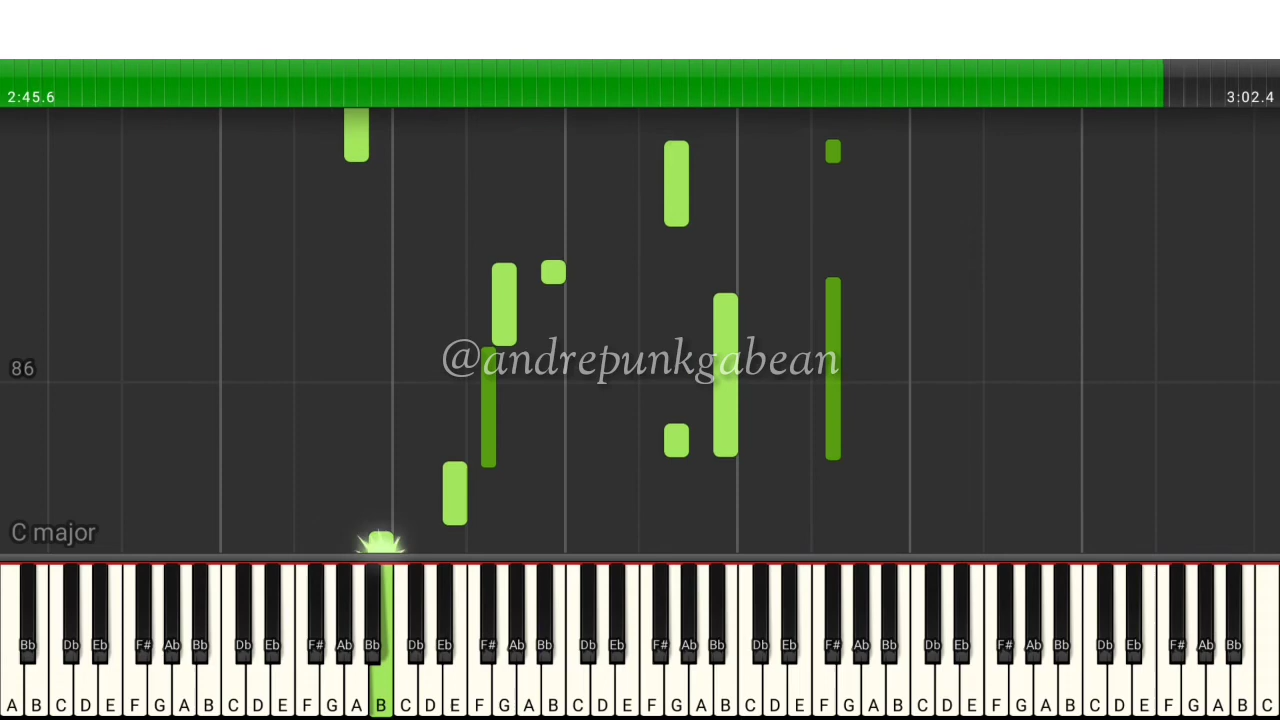 2:45.6 3:02.4
@andrepunkgabean
86
C major
Bb Db Eb F# Ab Bb Db Eb F# Ab Bb Db Eb F# Ab Bb Db Eb F# Ab Bb Db Eb F# Ab Bb Db Eb F# Ab Bb Db Eb F# Ab Bb
A B C D E F G A B C D E F G A B C D E F G A B C D E F G A B C D E F G A B C D E F G A B C D E F G A B C